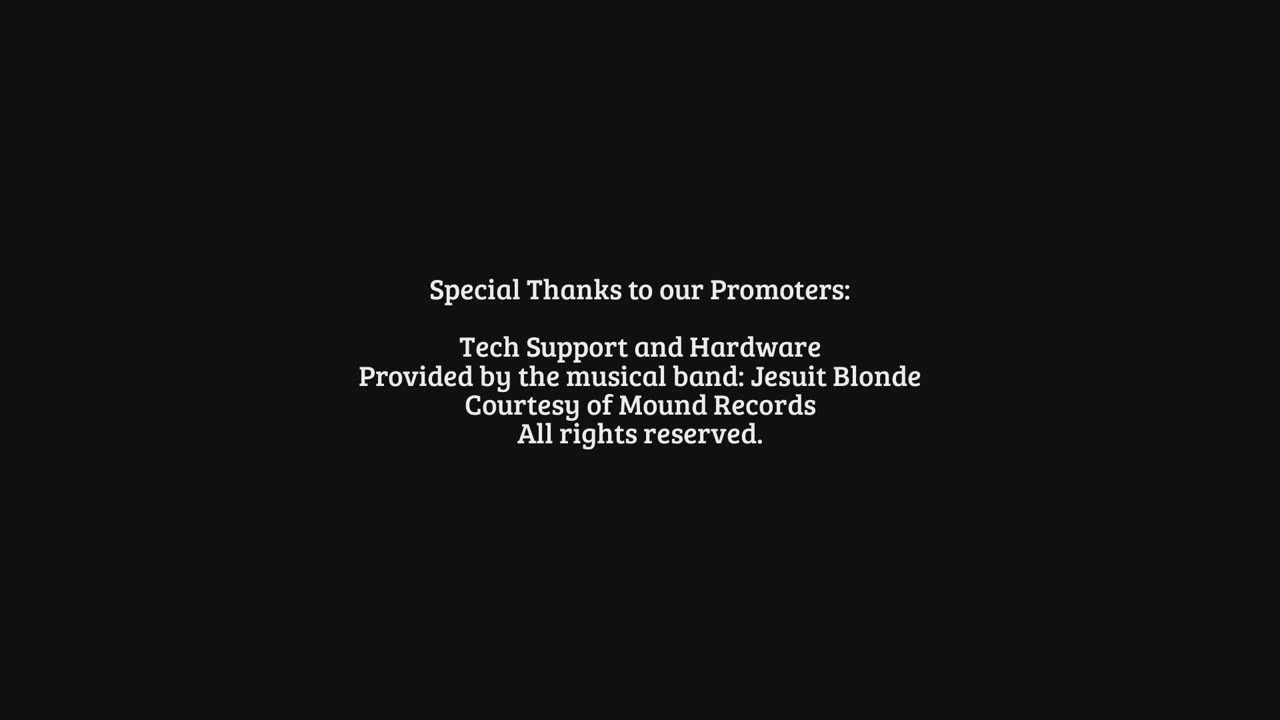 Special Thanks to our Promoters:
Tech Support and Hardware
Provided by the musical band: Jesuit Blonde
Courtesy of Mound Records
All rights reserved.